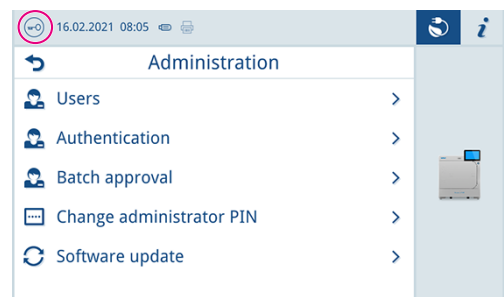 16.02.2021 08:05
Administration
Users
Authentication
Batch approval
Change administrator PIN
Software update